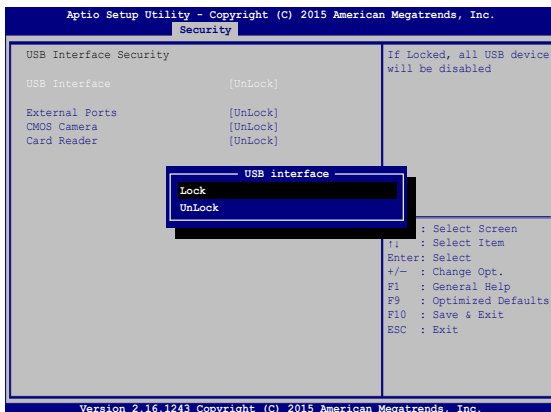 Aptio Setup Utility - Copyright (C) 2015 American Megatrends, Inc.
Security
USB Interface Security
USB Interface [UnLock]
External Ports [UnLock]
CMOS Camera [UnLock]
Card Reader [UnLock]
If Locked, all USB device
will be disabled
USB interface
Lock
UnLock
: Select Screen
↑↓ : Select Item
Enter: Select
+/— : Change Opt.
F1 : General Help
F9 : Optimized Defaults
F10 : Save & Exit
ESC : Exit
Version 2.16.1243 Copyright (C) 2015 American Megatrends, Inc.